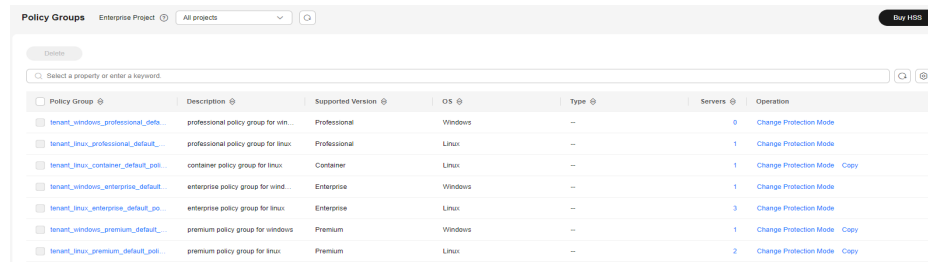 Policy Groups Enterprise Project All projects Buy HSS
Delete
Select a property or enter a keyword.
Policy Group Description Supported Version OS Type Servers Operation
tenant_windows_professional_defa... professional policy group for win... Professional Windows -- 0 Change Protection Mode
tenant_linux_professional_default_... professional policy group for linux Professional Linux -- 1 Change Protection Mode
tenant_linux_container_default_poli... container policy group for linux Container Linux -- 1 Change Protection Mode Copy
tenant_windows_enterprise_default... enterprise policy group for wind... Enterprise Windows -- 1 Change Protection Mode
tenant_linux_enterprise_default_po... enterprise policy group for linux Enterprise Linux -- 3 Change Protection Mode
tenant_windows_premium_default_... premium policy group for windows Premium Windows -- 1 Change Protection Mode Copy
tenant_linux_premium_default_poli... premium policy group for linux Premium Linux -- 2 Change Protection Mode Copy